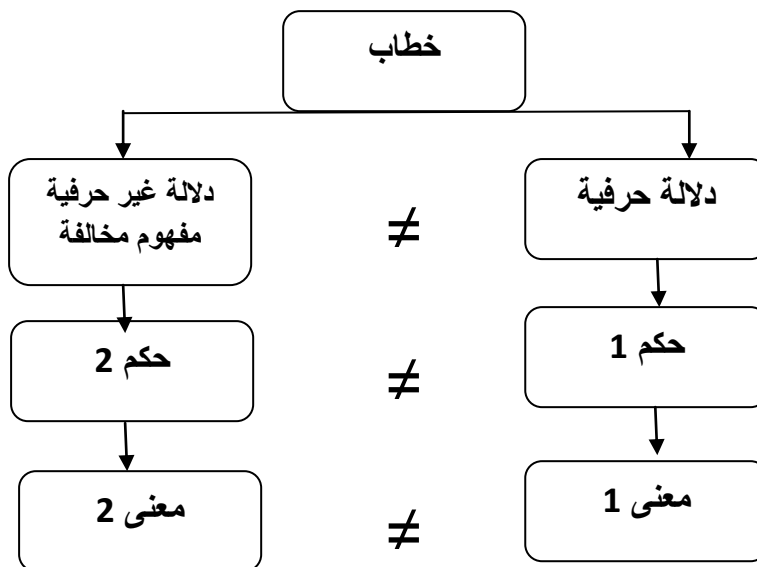 خطاب
دلالة حرفية
≠
دلالة غير حرفية
مفهوم مخالفة
حكم 1
≠
حكم 2
معنى 1
≠
معنى 2